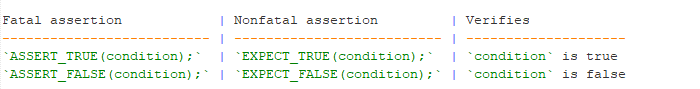 Fatal assertion            | Nonfatal assertion         | Verifies
-------------------------- | -------------------------- | --------------------
`ASSERT_TRUE(condition);`  | `EXPECT_TRUE(condition);`  | `condition` is true
`ASSERT_FALSE(condition);` | `EXPECT_FALSE(condition);` | `condition` is false